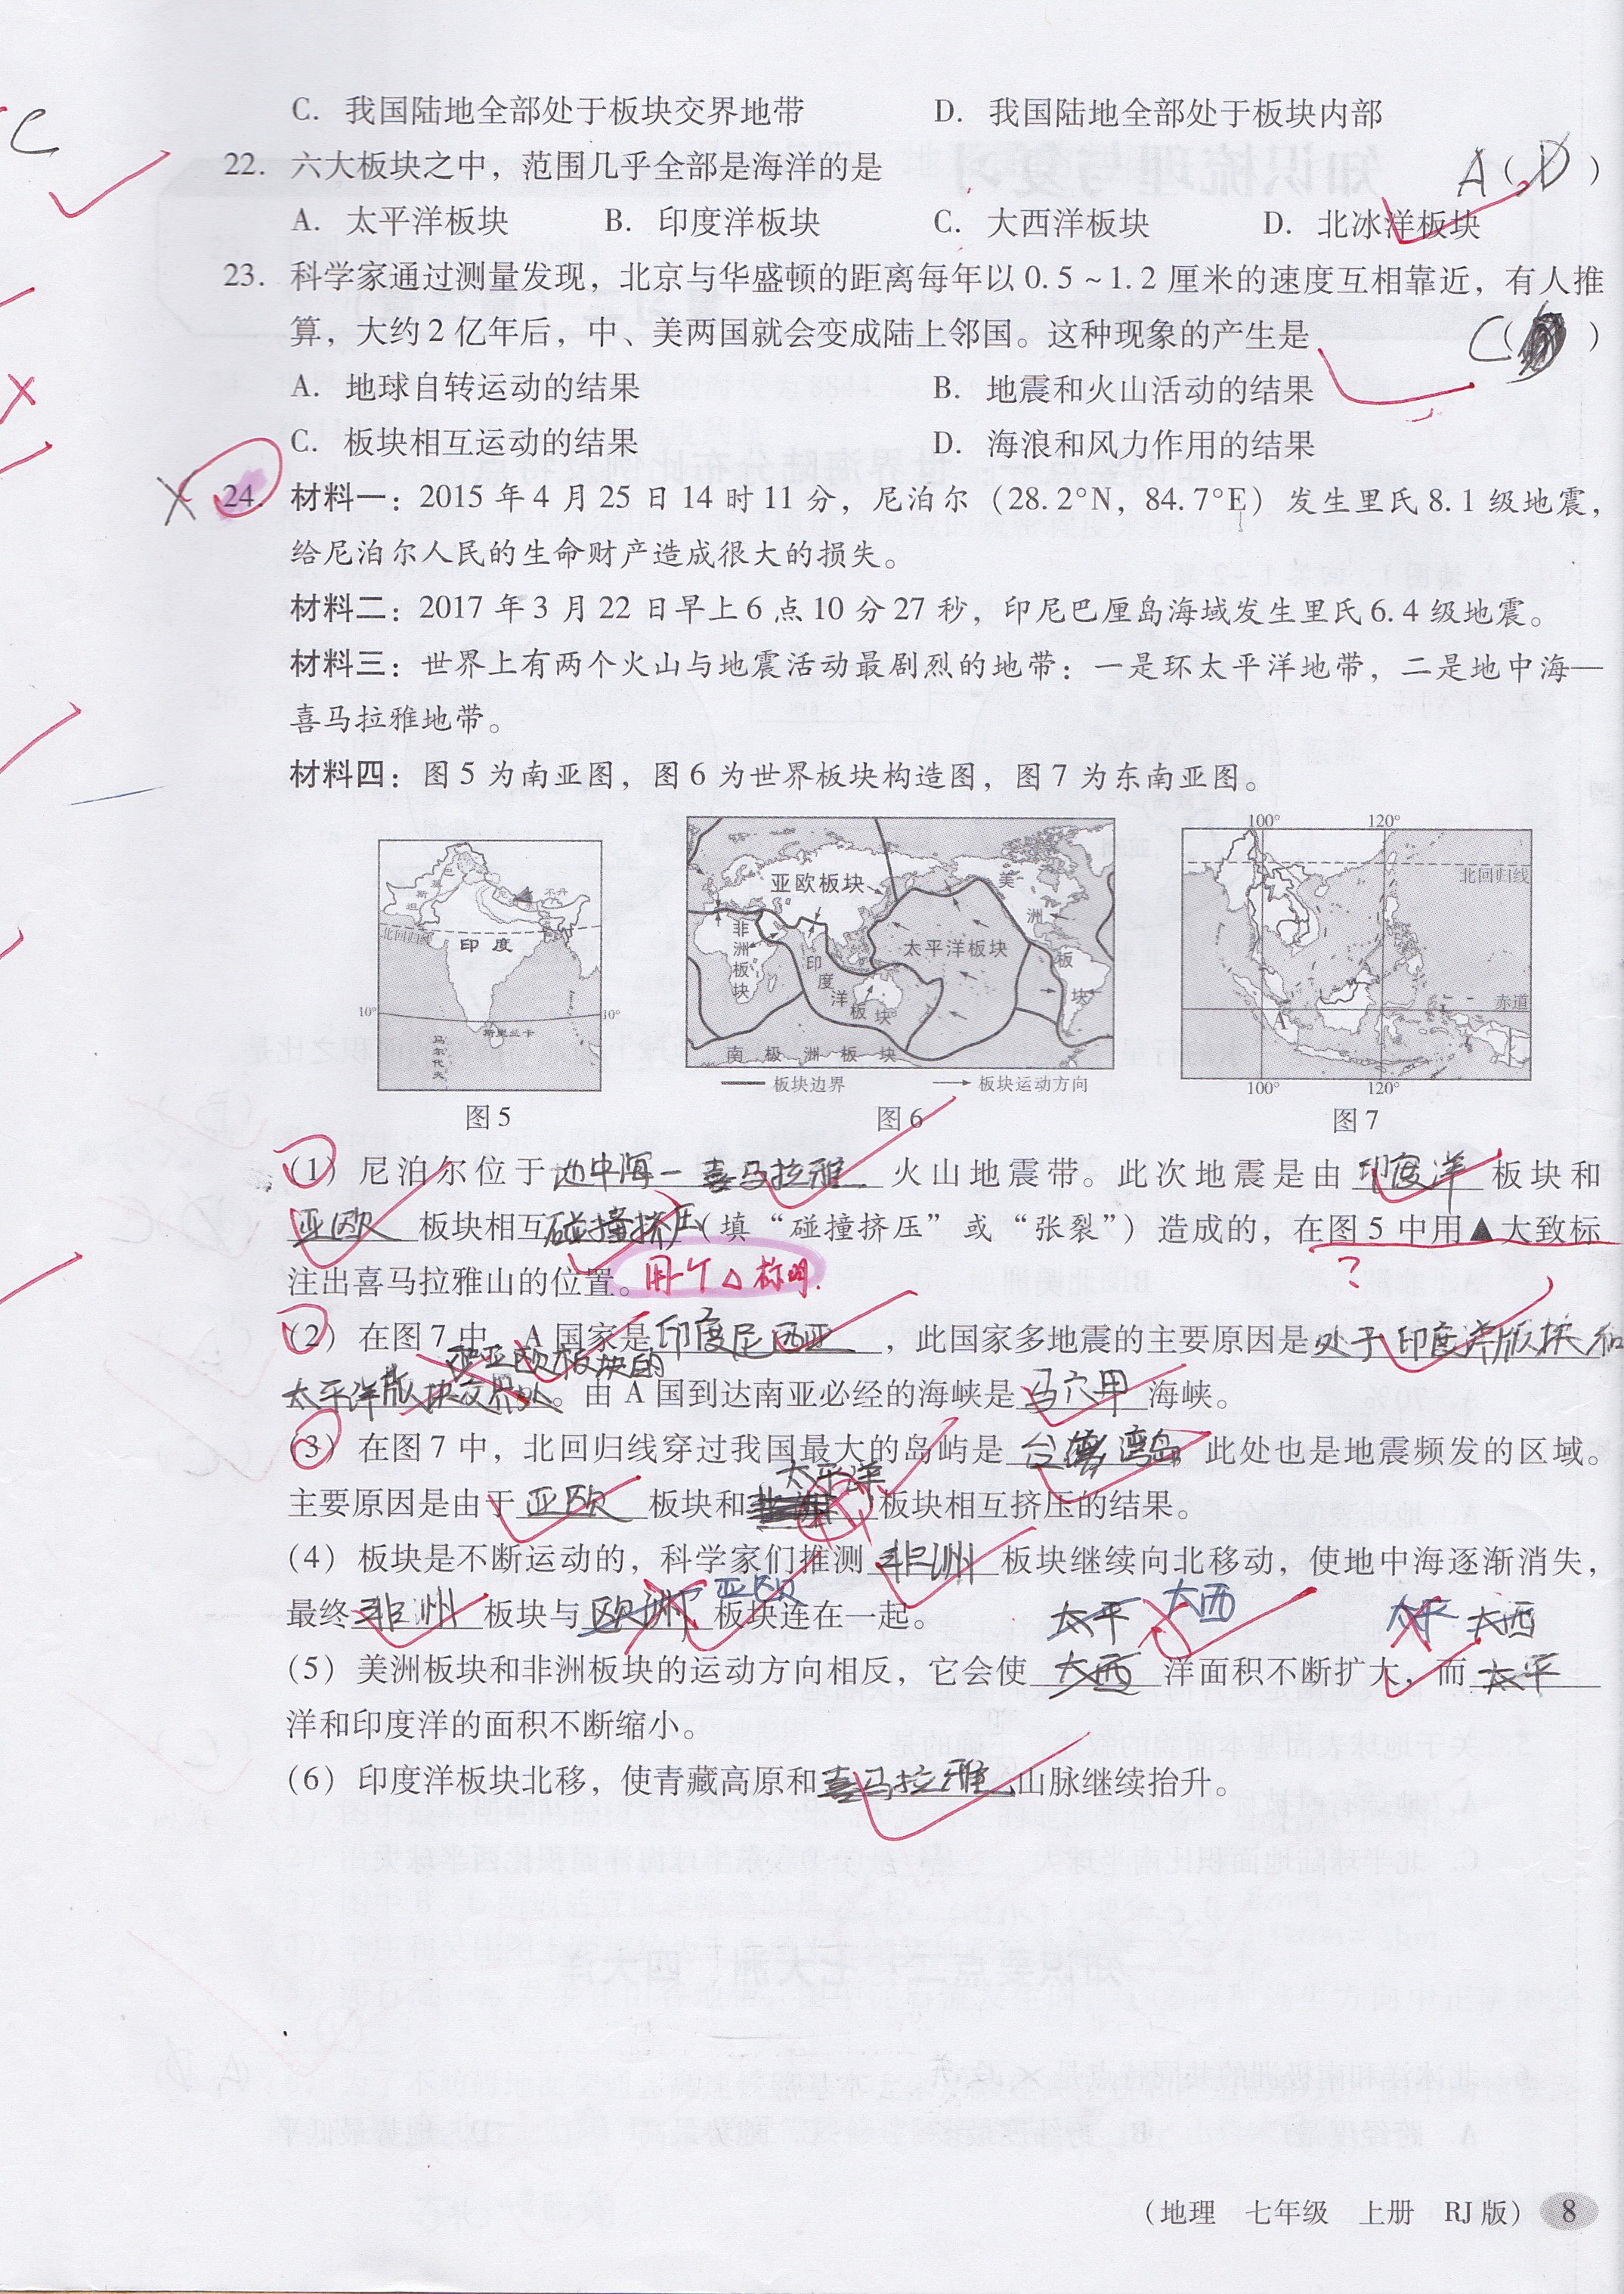 C
C. 我国陆地全部处于板块交界地带 D. 我国陆地全部处于板块内部
22. 六大板块之中，范围几乎全部是海洋的是 A（D）
A. 太平洋板块 B. 印度洋板块 C. 大西洋板块 D. 北冰洋板块
23. 科学家通过测量发现，北京与华盛顿的距离每年以0.5～1.2厘米的速度互相靠近，有人推
算，大约2亿年后，中、美两国就会变成陆上邻国。这种现象的产生是 C（ ）
A. 地球自转运动的结果 B. 地震和火山活动的结果
C. 板块相互运动的结果 D. 海浪和风力作用的结果
24. 材料一：2015年4月25日14时11分，尼泊尔（28.2°N，84.7°E）发生里氏8.1级地震，
给尼泊尔人民的生命财产造成很大的损失。
材料二：2017年3月22日早上6点10分27秒，印尼巴厘岛海域发生里氏6.4级地震。
材料三：世界上有两个火山与地震活动最剧烈的地带：一是环太平洋地带，二是地中海—
喜马拉雅地带。
材料四：图5为南亚图，图6为世界板块构造图，图7为东南亚图。
北回归线
印度
不丹
斯里兰卡
马尔代夫
10° 10°
图5
亚欧板块
非洲板块
印度洋板块
太平洋板块
美洲板块
南极洲板块
板块边界 板块运动方向
图6
100° 120°
北回归线
赤道
A
100° 120°
图7
（1）尼泊尔位于地中海—喜马拉雅火山地震带。此次地震是由印度洋板块和
亚欧板块相互碰撞挤压（填“碰撞挤压”或“张裂”）造成的，在图5中用▲大致标
注出喜马拉雅山的位置。用个△标明.
?
（2）在图7中，A国家是印度尼西亚，此国家多地震的主要原因是处于印度洋版块和
和亚欧板块的
太平洋版块交界处。由A国到达南亚必经的海峡是马六甲海峡。
（3）在图7中，北回归线穿过我国最大的岛屿是台湾岛，此处也是地震频发的区域。
太平洋
主要原因是由于亚欧板块和 板块相互挤压的结果。
（4）板块是不断运动的，科学家们推测非洲板块继续向北移动，使地中海逐渐消失，
亚欧
最终非洲板块与欧洲板块连在一起。
太平 大西 太平 大西
（5）美洲板块和非洲板块的运动方向相反，它会使大西洋面积不断扩大，而太平
洋和印度洋的面积不断缩小。
（6）印度洋板块北移，使青藏高原和喜马拉雅山脉继续抬升。
（地理 七年级 上册 RJ版） 8